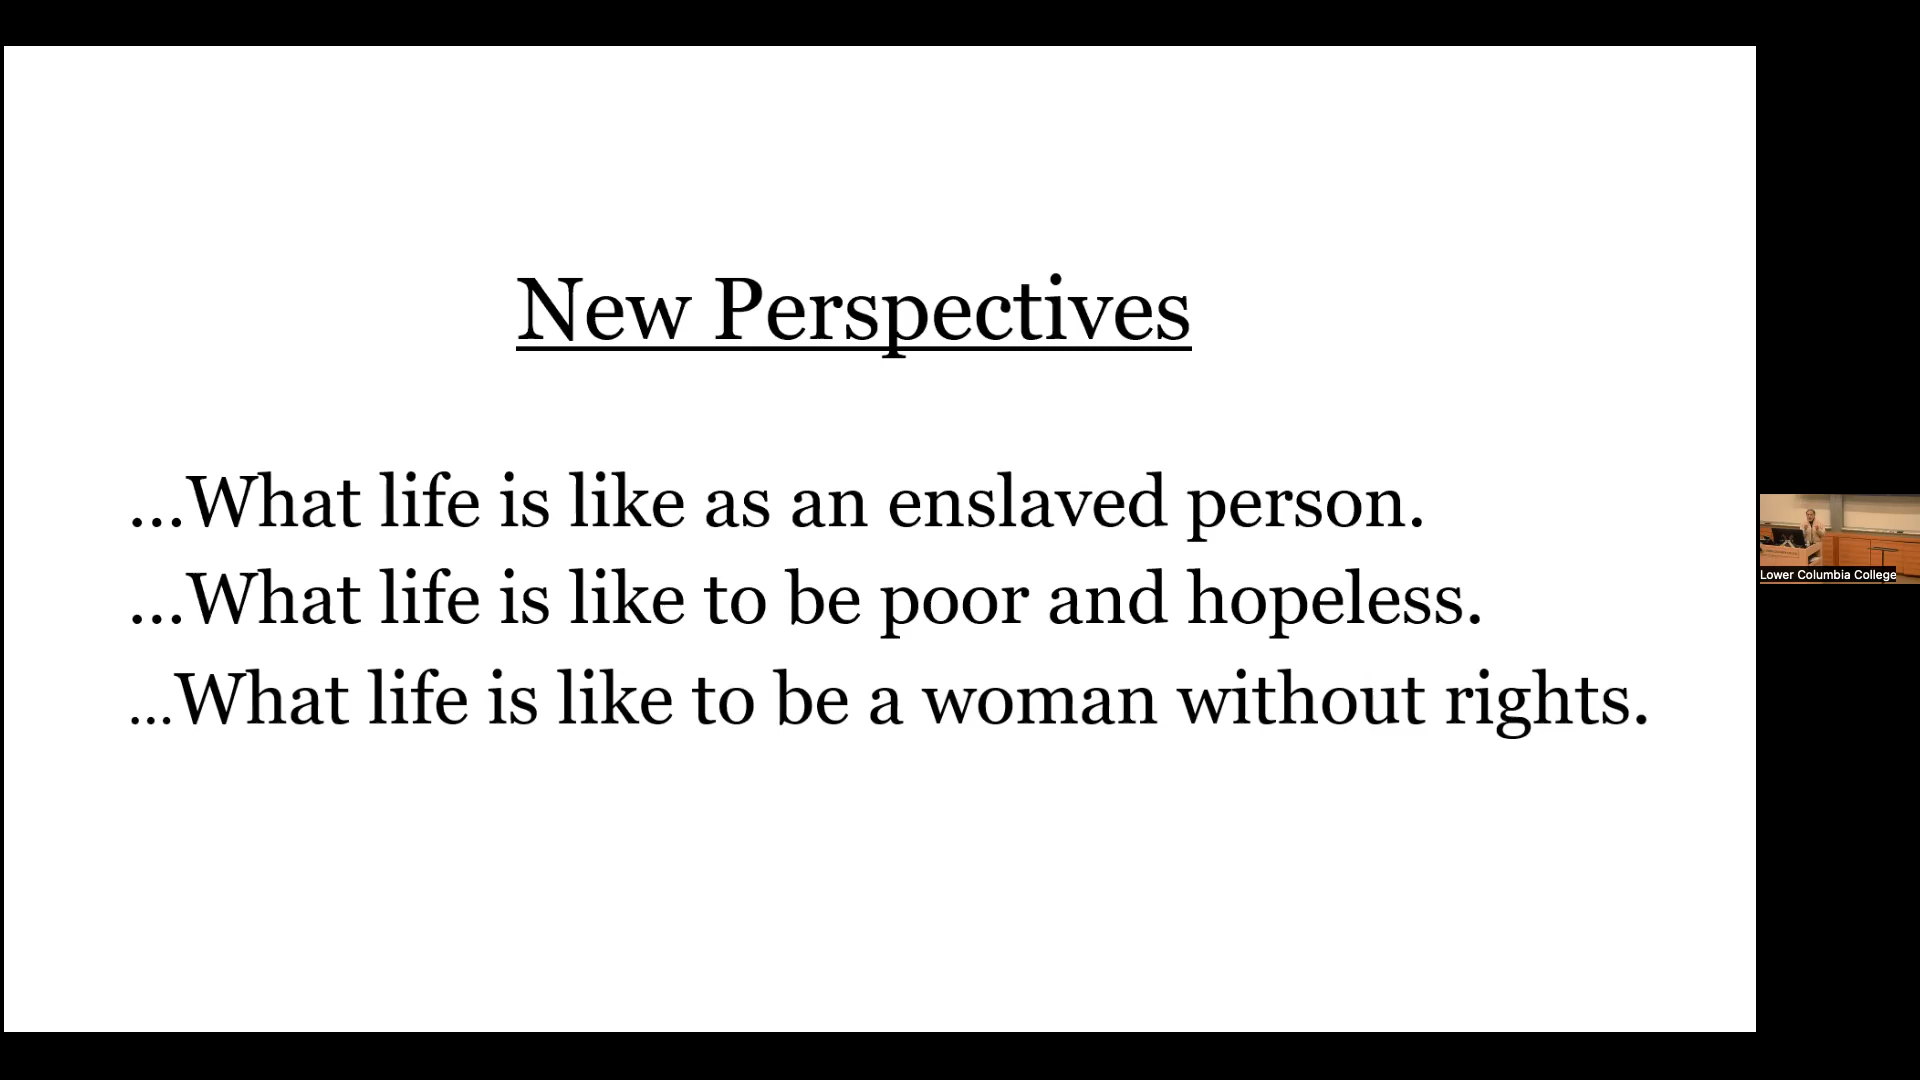 New Perspectives
...What life is like as an enslaved person.
...What life is like to be poor and hopeless.
...What life is like to be a woman without rights.
Lower Columbia College